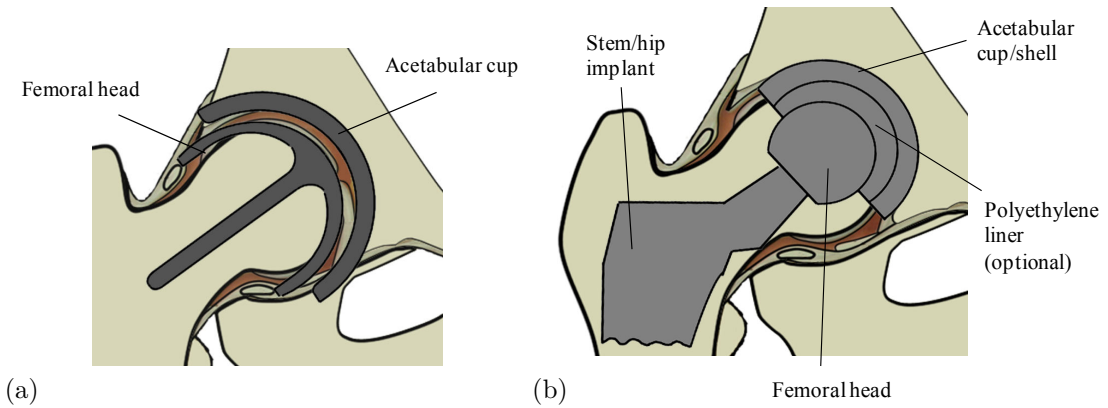 Femoral head
Acetabular cup
(a)
Stem/hip
implant
Acetabular
cup/shell
Polyethylene
liner
(optional)
Femoral head
(b)